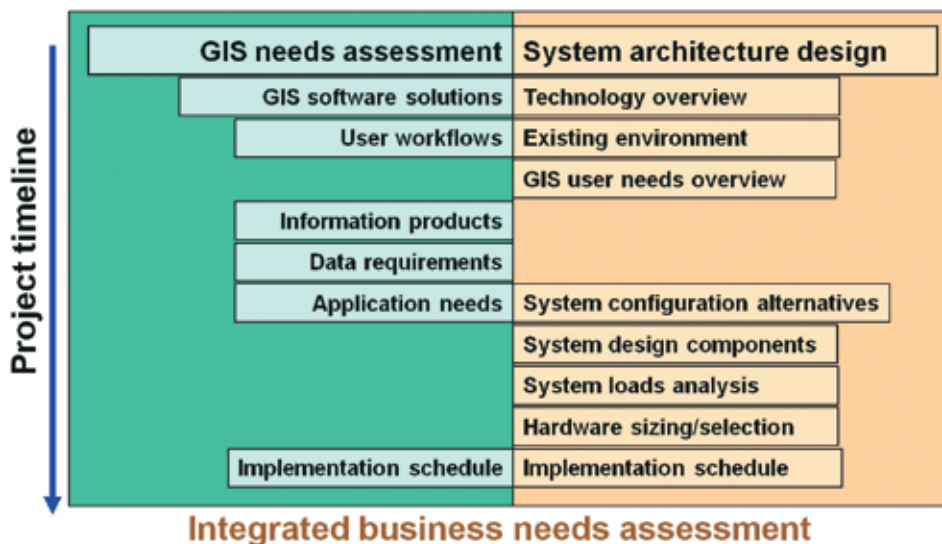 Project timeline
GIS needs assessment
System architecture design
GIS software solutions
Technology overview
User workflows
Existing environment
GIS user needs overview
Information products
Data requirements
Application needs
System configuration alternatives
System design components
System loads analysis
Hardware sizing/selection
Implementation schedule
Implementation schedule
Integrated business needs assessment